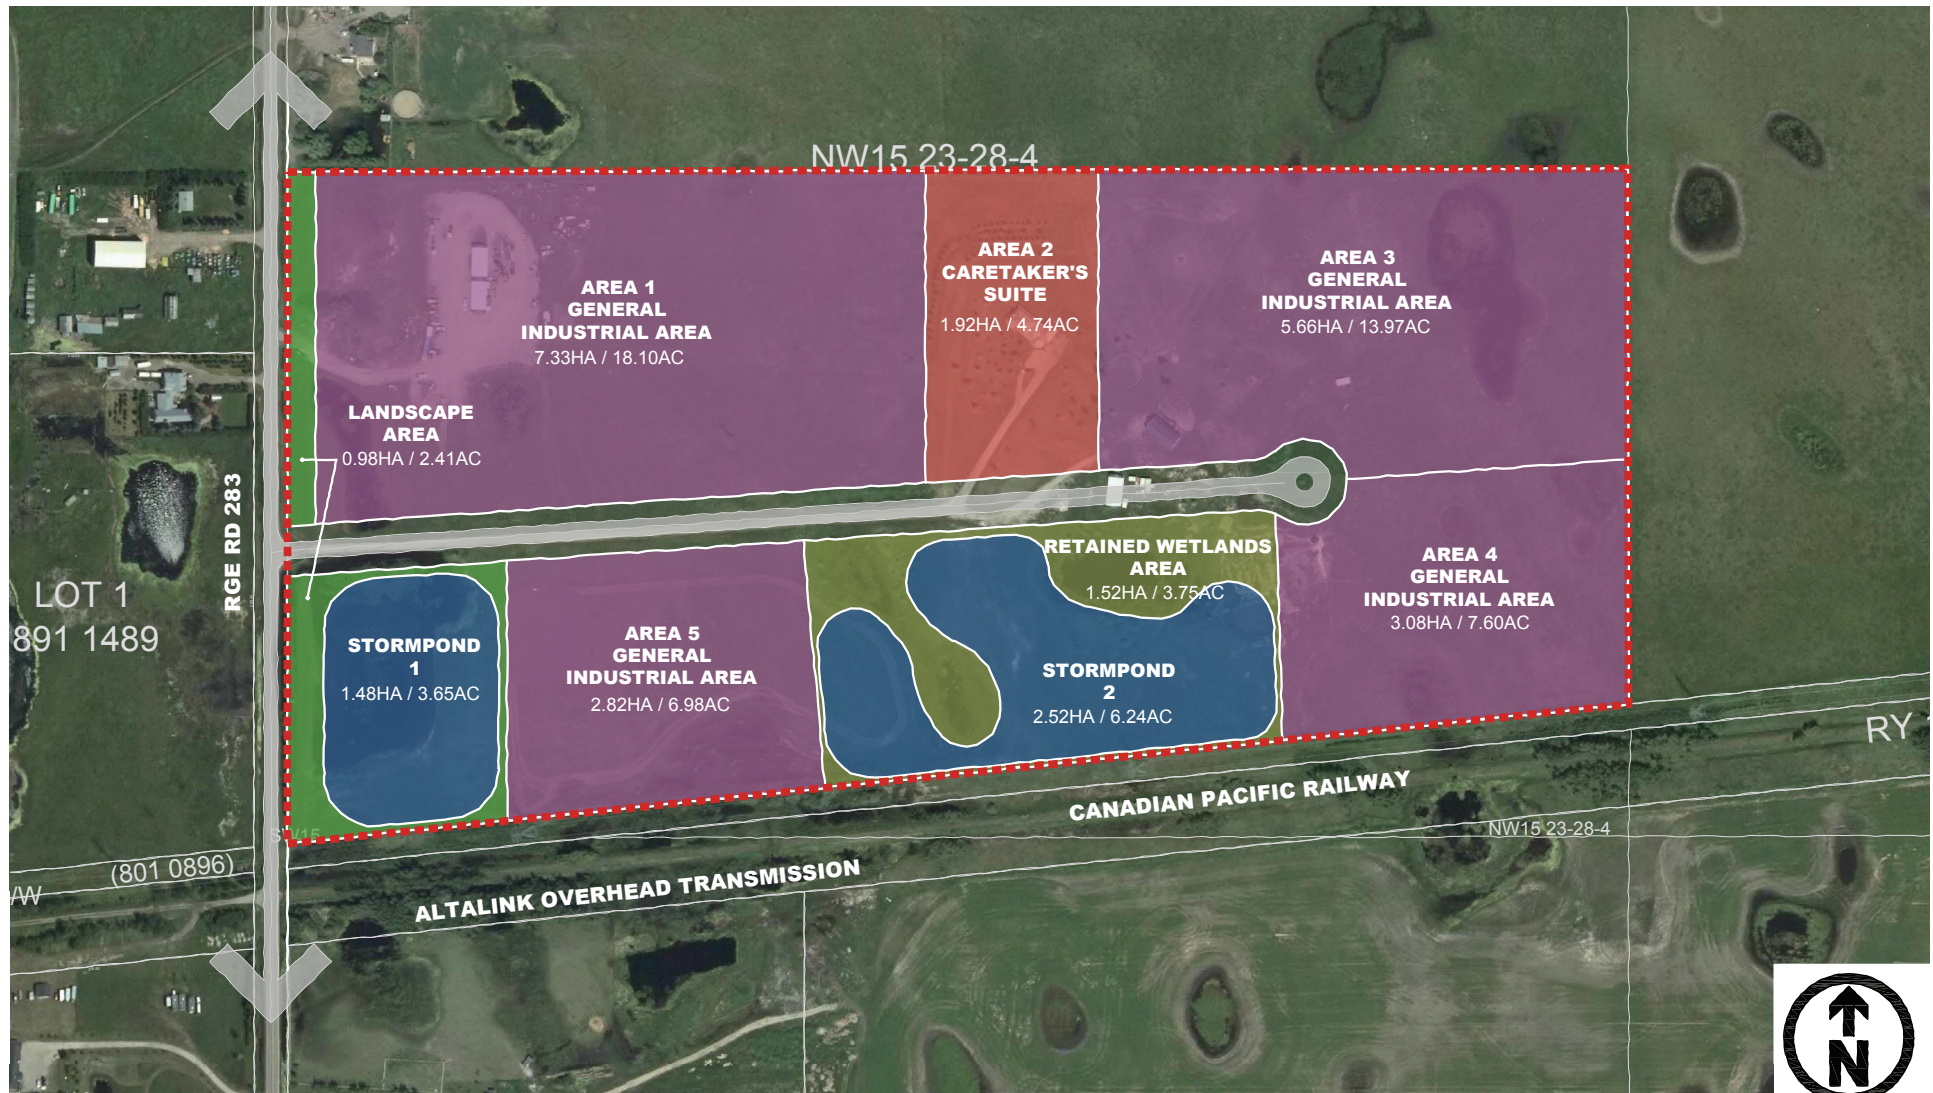 NW15 23-28-4
AREA 1
GENERAL
INDUSTRIAL AREA
7.33HA / 18.10AC
AREA 2
CARETAKER'S
SUITE
1.92HA / 4.74AC
AREA 3
GENERAL
INDUSTRIAL AREA
5.66HA / 13.97AC
LANDSCAPE
AREA
0.98HA / 2.41AC
RGE RD 283
LOT 1
891 1489
RETAINED WETLANDS
AREA
1.52HA / 3.75AC
AREA 4
GENERAL
INDUSTRIAL AREA
3.08HA / 7.60AC
STORMPOND
1
1.48HA / 3.65AC
AREA 5
GENERAL
INDUSTRIAL AREA
2.82HA / 6.98AC
STORMPOND
2
2.52HA / 6.24AC
RY
CANADIAN PACIFIC RAILWAY
NW15 23-28-4
SW15
(801 0896)
/W
ALTALINK OVERHEAD TRANSMISSION
N